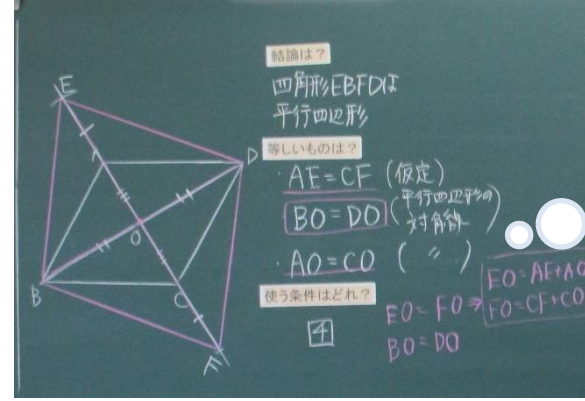 E
D
O
B
C
F
結論は？
四角形EBFDは
平行四辺形
等しいものは？
・AE=CF (仮定)
BO=DO (平行四辺形の
対角線)
・AO=CO ( 〃 )
使う条件はどれ？
4
EO=FO⇒
BO=DO
EO=AE+AO
FO=CF+CO